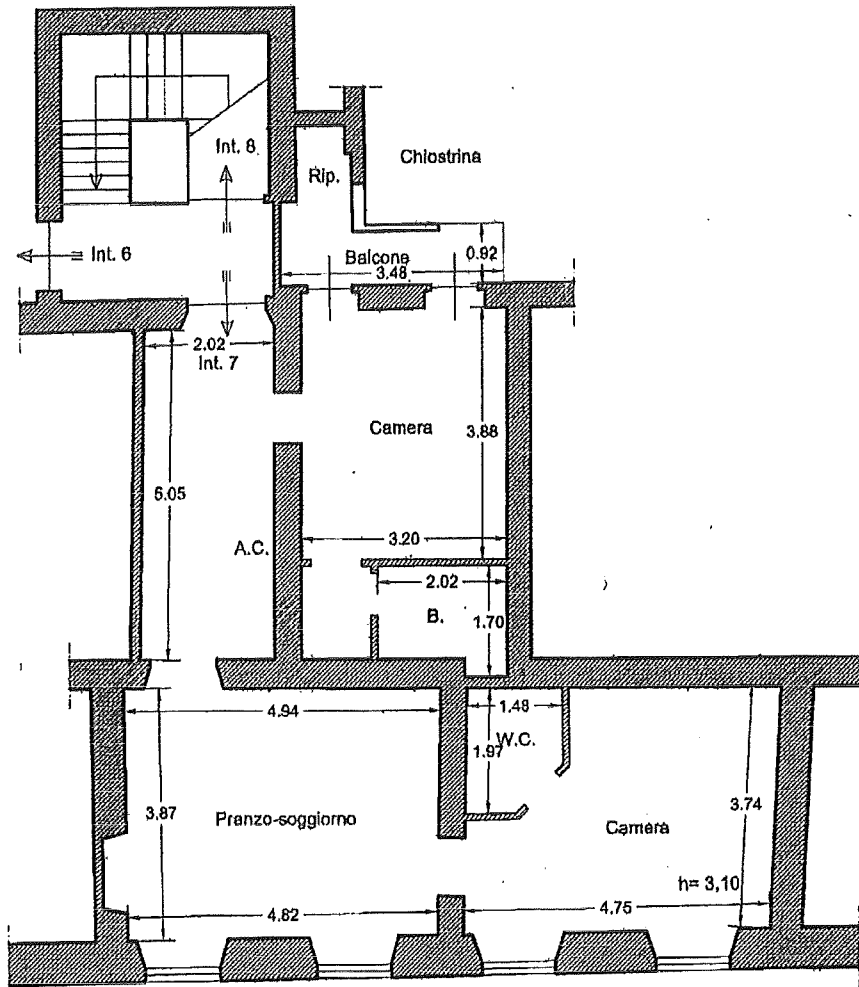 Int. 8
Chiostrina
Rip.
Int. 6
Balcone
0.92
3.48
2.02
Int. 7
Camera
3.88
6.05
3.20
A.C.
2.02
B.
1.70
4.94
1.48
W.C.
1.97
3.87
Pranzo-soggiorno
Camera
3.74
h= 3,10
4.82
4.75